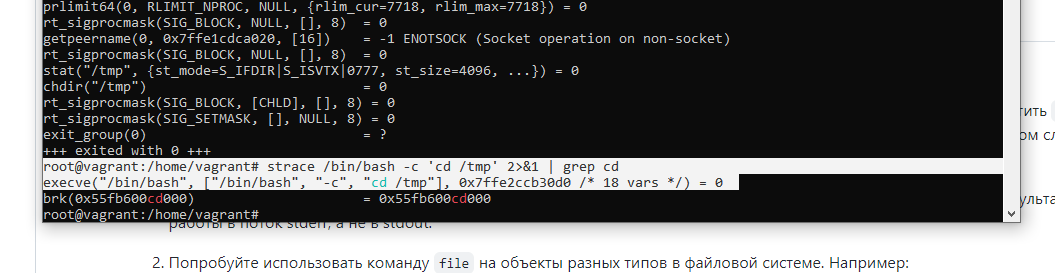 prlimit64(0, RLIMIT_NPROC, NULL, {rlim_cur=7718, rlim_max=7718}) = 0
rt_sigprocmask(SIG_BLOCK, NULL, [], 8)  = 0
getpeername(0, 0x7ffe1cdca020, [16])    = -1 ENOTSOCK (Socket operation on non-socket)
rt_sigprocmask(SIG_BLOCK, NULL, [], 8)  = 0
stat("/tmp", {st_mode=S_IFDIR|S_ISVTX|0777, st_size=4096, ...}) = 0
chdir("/tmp")                           = 0
rt_sigprocmask(SIG_BLOCK, [CHLD], [], 8) = 0
rt_sigprocmask(SIG_SETMASK, [], NULL, 8) = 0
exit_group(0)                           = ?
+++ exited with 0 +++
root@vagrant:/home/vagrant# strace /bin/bash -c 'cd /tmp' 2>&1 | grep cd
execve("/bin/bash", ["/bin/bash", "-c", "cd /tmp"], 0x7ffe2ccb30d0 /* 18 vars */) = 0
brk(0x55fb600cd000)                     = 0x55fb600cd000
root@vagrant:/home/vagrant#
работы в поток stderr, а не в stdout.
2. Попробуйте использовать команду file на объекты разных типов в файловой системе. Например: